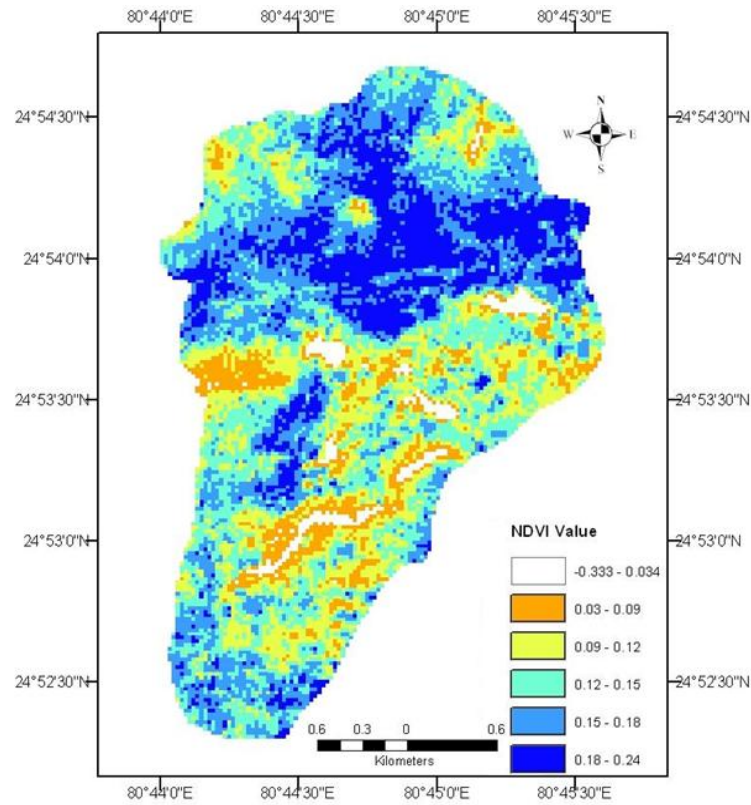 80°44'0"E 80°44'30"E 80°45'0"E 80°45'30"E
24°54'30"N 24°54'30"N
N
W E
S
24°54'0"N 24°54'0"N
24°53'30"N 24°53'30"N
24°53'0"N 24°53'0"N
NDVI Value
-0.333 - 0.034
0.03 - 0.09
0.09 - 0.12
0.12 - 0.15
0.15 - 0.18
0.18 - 0.24
24°52'30"N 24°52'30"N
0.6 0.3 0 0.6
Kilometers
80°44'0"E 80°44'30"E 80°45'0"E 80°45'30"E